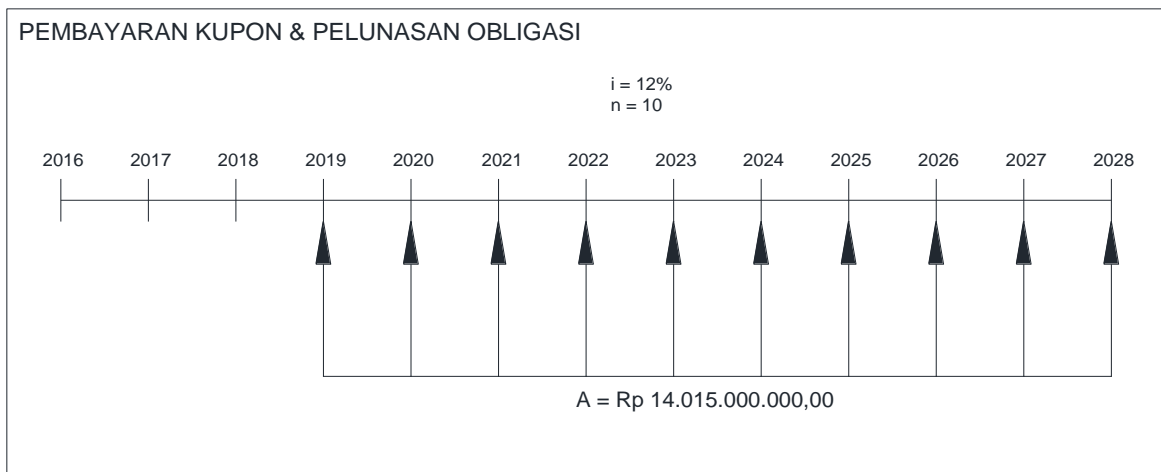 PEMBAYARAN KUPON & PELUNASAN OBLIGASI
i = 12%
n = 10
2016 2017 2018 2019 2020 2021 2022 2023 2024 2025 2026 2027 2028
A = Rp 14.015.000.000,00